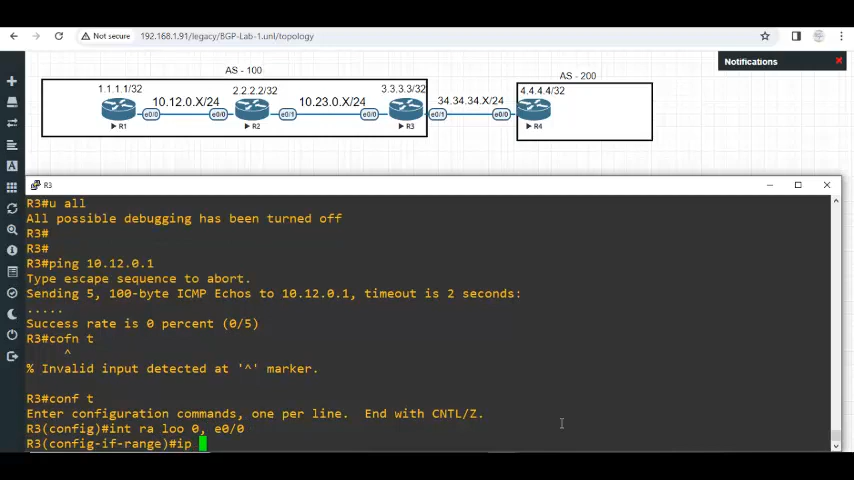 Not secure
192.168.1.91/legacy/BGP-Lab-1.unl/topology
Notifications
AS - 100
AS - 200
1.1.1.1/32
2.2.2.2/32
3.3.3.3/32
4.4.4.4/32
10.12.0.X/24
10.23.0.X/24
34.34.34.X/24
e0/0
e0/0
e0/1
e0/0
e0/1
e0/0
R1
R2
R3
R4
R3
R3#u all
All possible debugging has been turned off
R3#
R3#
R3#ping 10.12.0.1
Type escape sequence to abort.
Sending 5, 100-byte ICMP Echos to 10.12.0.1, timeout is 2 seconds:
.....
Success rate is 0 percent (0/5)
R3#cofn t
^
% Invalid input detected at '^' marker.
R3#conf t
Enter configuration commands, one per line.  End with CNTL/Z.
R3(config)#int ra loo 0, e0/0
R3(config-if-range)#ip